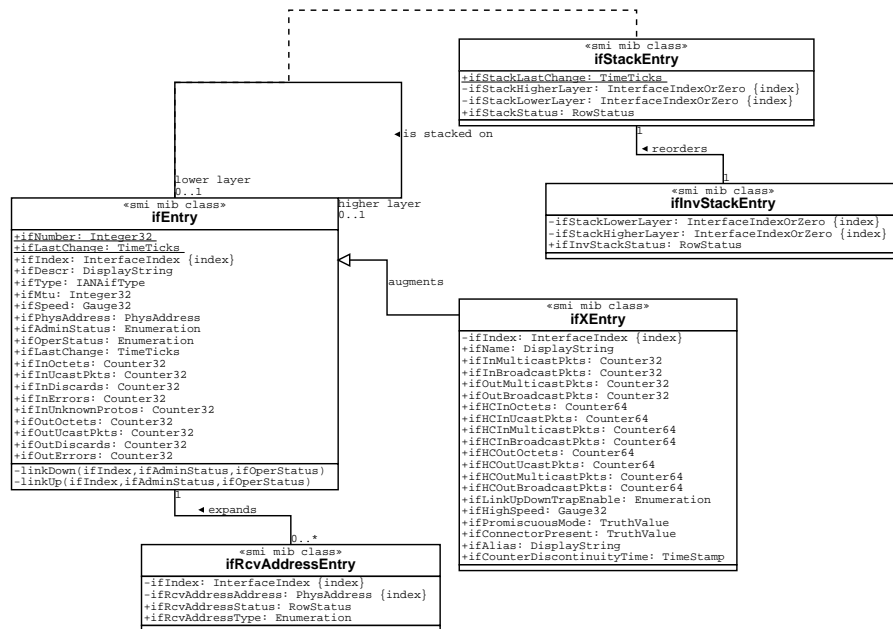 «smi mib class»
ifStackEntry
+ifStackLastChange: TimeTicks
-ifStackHigherLayer: InterfaceIndexOrZero {index}
-ifStackLowerLayer: InterfaceIndexOrZero {index}
+ifStackStatus: RowStatus
1
◄ reorders
1
◄is stacked on
lower layer
0..1
higher layer
0..1
«smi mib class»
ifInvStackEntry
-ifStackLowerLayer: InterfaceIndexOrZero {index}
-ifStackHigherLayer: InterfaceIndexOrZero {index}
+ifInvStackStatus: RowStatus
«smi mib class»
ifEntry
+ifNumber: Integer32
+ifLastChange: TimeTicks
+ifIndex: InterfaceIndex {index}
+ifDescr: DisplayString
+ifType: IANAifType
+ifMtu: Integer32
+ifSpeed: Gauge32
+ifPhysAddress: PhysAddress
+ifAdminStatus: Enumeration
+ifOperStatus: Enumeration
+ifLastChange: TimeTicks
+ifInOctets: Counter32
+ifInUcastPkts: Counter32
+ifInDiscards: Counter32
+ifInErrors: Counter32
+ifInUnknownProtos: Counter32
+ifOutOctets: Counter32
+ifOutUcastPkts: Counter32
+ifOutDiscards: Counter32
+ifOutErrors: Counter32
-linkDown(ifIndex,ifAdminStatus,ifOperStatus)
-linkUp(ifIndex,ifAdminStatus,ifOperStatus)
1
augments
«smi mib class»
ifXEntry
-ifIndex: InterfaceIndex {index}
+ifName: DisplayString
+ifInMulticastPkts: Counter32
+ifInBroadcastPkts: Counter32
+ifOutMulticastPkts: Counter32
+ifOutBroadcastPkts: Counter32
+ifHCInOctets: Counter64
+ifHCInUcastPkts: Counter64
+ifHCInMulticastPkts: Counter64
+ifHCInBroadcastPkts: Counter64
+ifHCOutOctets: Counter64
+ifHCOutUcastPkts: Counter64
+ifHCOutMulticastPkts: Counter64
+ifHCOutBroadcastPkts: Counter64
+ifLinkUpDownTrapEnable: Enumeration
+ifHighSpeed: Gauge32
+ifPromiscuousMode: TruthValue
+ifConnectorPresent: TruthValue
+ifAlias: DisplayString
+ifCounterDiscontinuityTime: TimeStamp
◄ expands
0..*
«smi mib class»
ifRcvAddressEntry
-ifIndex: InterfaceIndex {index}
-ifRcvAddressAddress: PhysAddress {index}
+ifRcvAddressStatus: RowStatus
+ifRcvAddressType: Enumeration